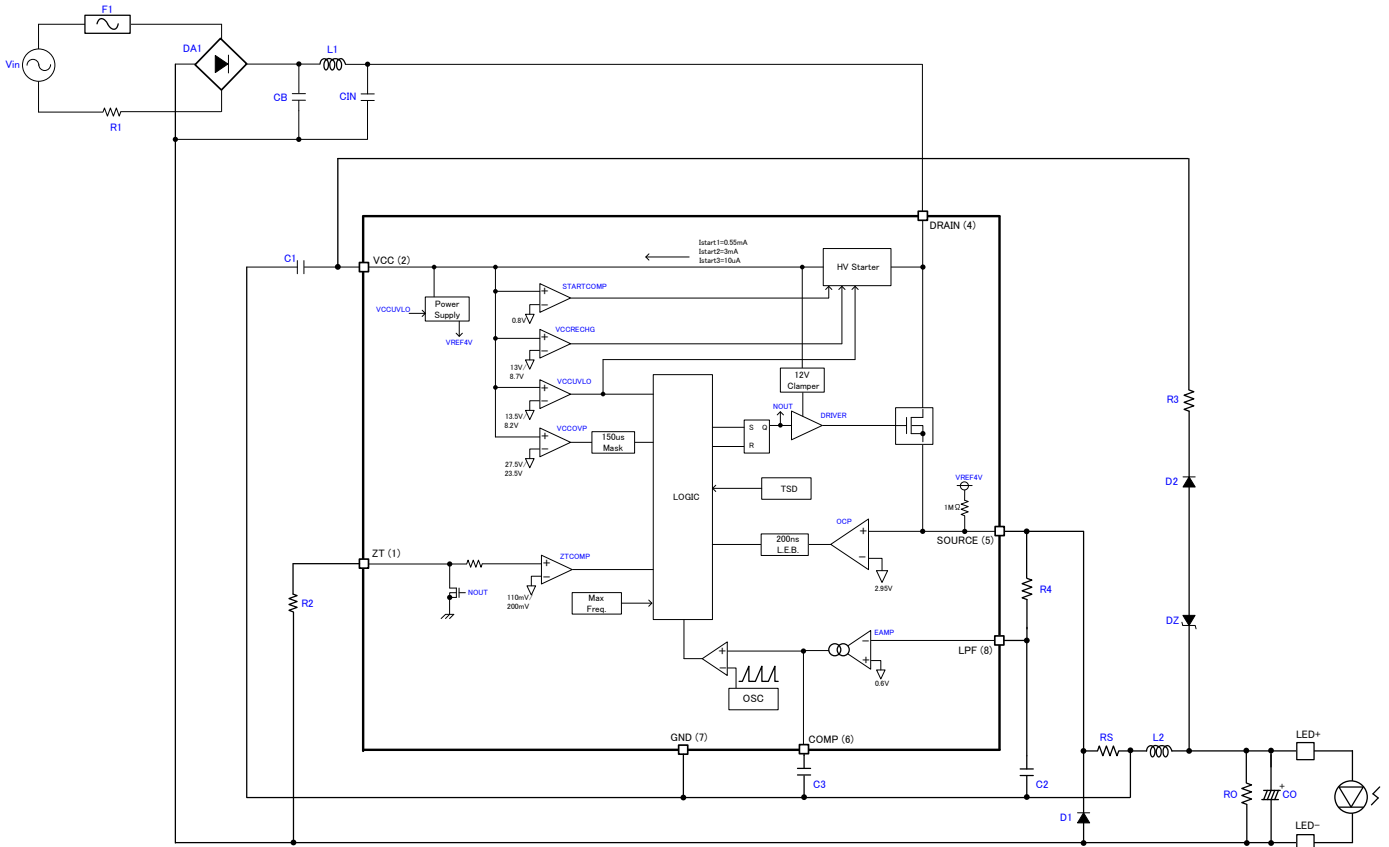 F1
Vin
DA1
L1
CB
CIN
R1
DRAIN (4)
C1
VCC (2)
Istart1=0.55mA
Istart2=3mA
Istart3=10uA
HV Starter
VCCUVLO
Power
Supply
VREF4V
STARTCOMP
0.8V
VCCRECHG
13V/
8.7V
VCCUVLO
13.5V/
8.2V
VCCOVP
27.5V/
23.5V
150us
Mask
12V
Clamper
NOUT
DRIVER
S Q
R
R3
D2
LOGIC
TSD
VREF4V
1MΩ
OCP
200ns
L.E.B.
SOURCE (5)
2.95V
ZT (1)
ZTCOMP
NOUT
110mV/
200mV
Max
Freq.
R2
R4
DZ
EAMP
LPF (8)
0.6V
OSC
GND (7)
COMP (6)
C3
C2
RS
L2
LED+
RO
+
CO
D1
LED-